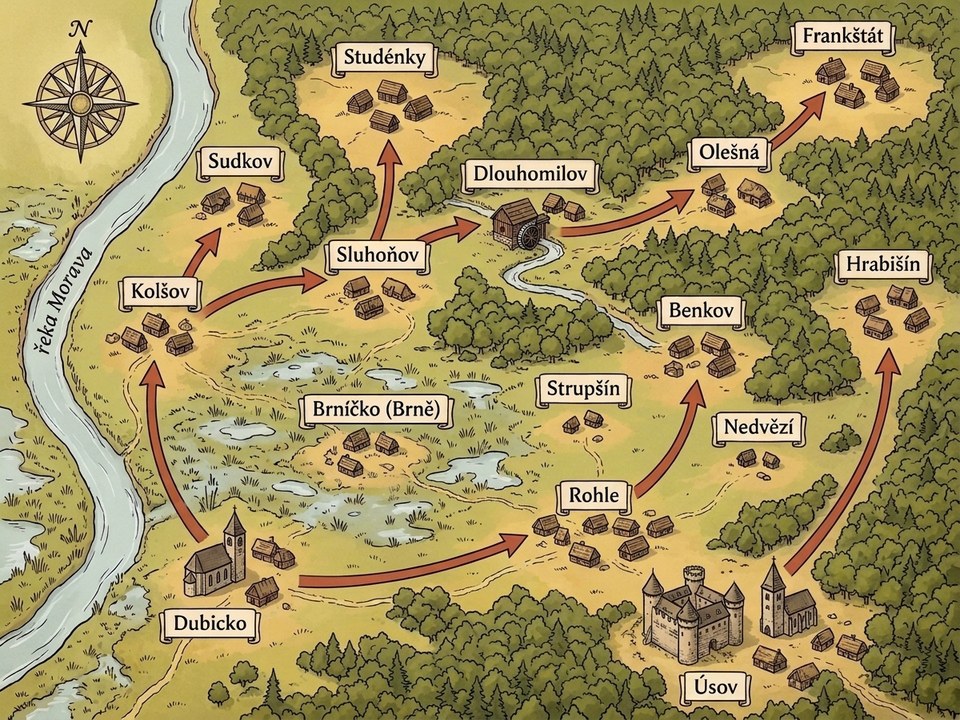 N
Frankštát
Studénky
Olešná
Sudkov
Dlouhomilov
Sluhoňov
Hrabišín
Kolšov
řeka Morava
Benkov
Strupšín
Brníčko (Brně)
Nedvězí
Rohle
Dubicko
Úsov